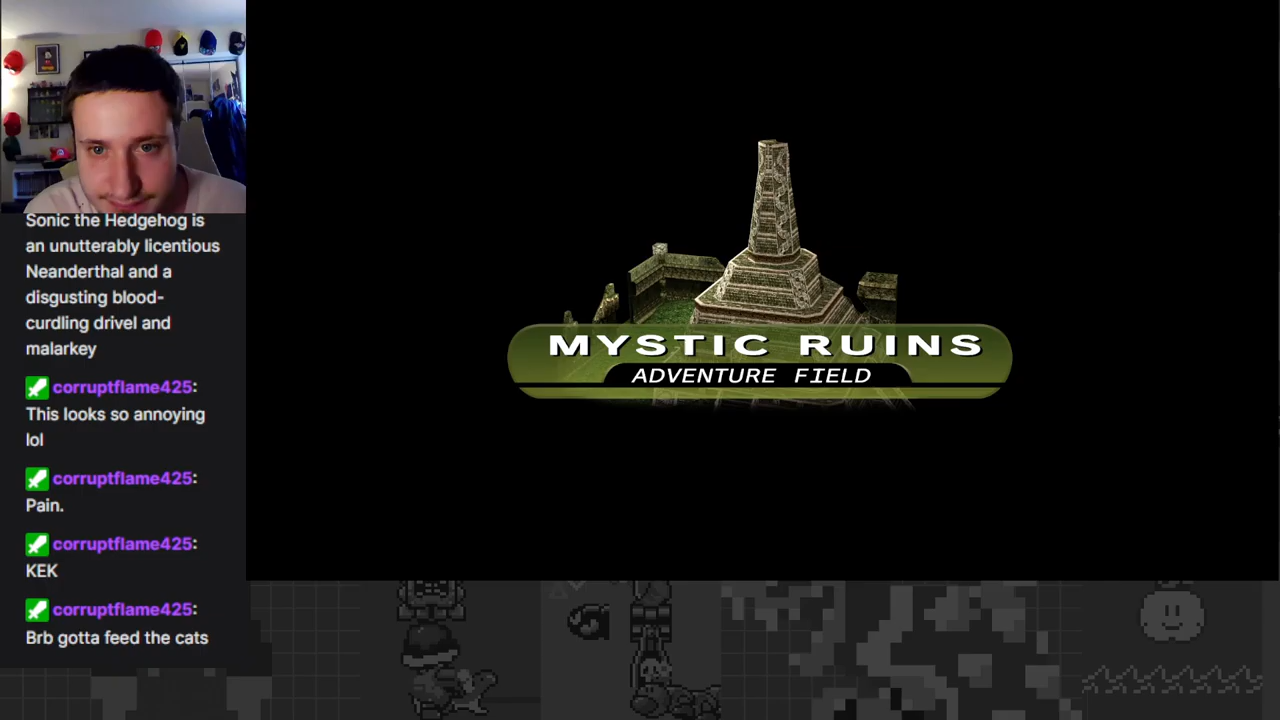 Sonic the Hedgehog is
an unutterably licentious
Neanderthal and a
disgusting blood-
curdling drivel and
malarkey
corruptflame425:
This looks so annoying
lol
corruptflame425:
Pain.
corruptflame425:
KEK
corruptflame425:
Brb gotta feed the cats
MYSTIC RUINS
ADVENTURE FIELD